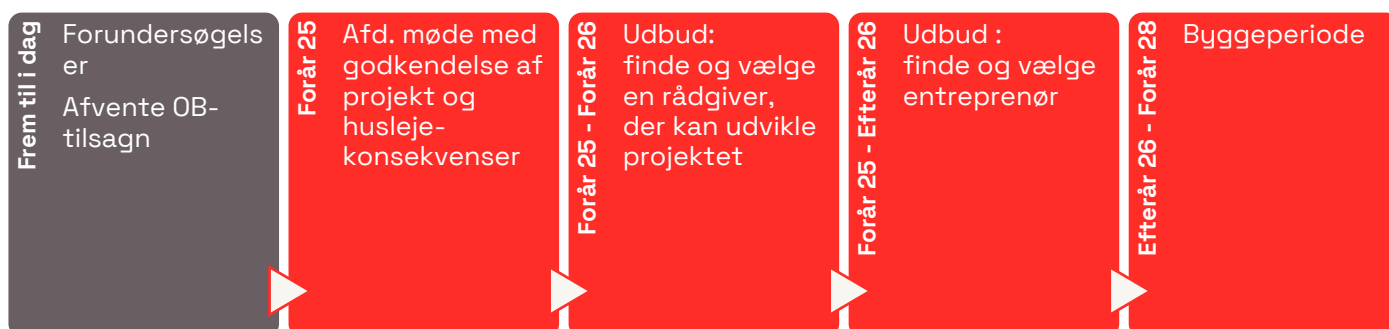 Frem til i dag
Forundersøgels
er
Afvente OB-
tilsagn
Forår 25
Afd. møde med
godkendelse af
projekt og
husleje-
konsekvenser
Forår 25 - Forår 26
Udbud:
finde og vælge
en rådgiver,
der kan udvikle
projektet
Forår 25 - Efterår 26
Udbud :
finde og vælge
entreprenør
Efterår 26 - Forår 28
Byggeperiode